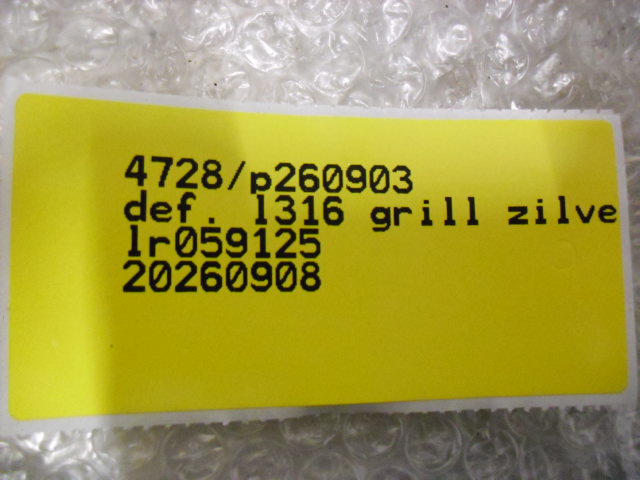 4728/p260903
def. l316 grill zilve
lr059125
20260908